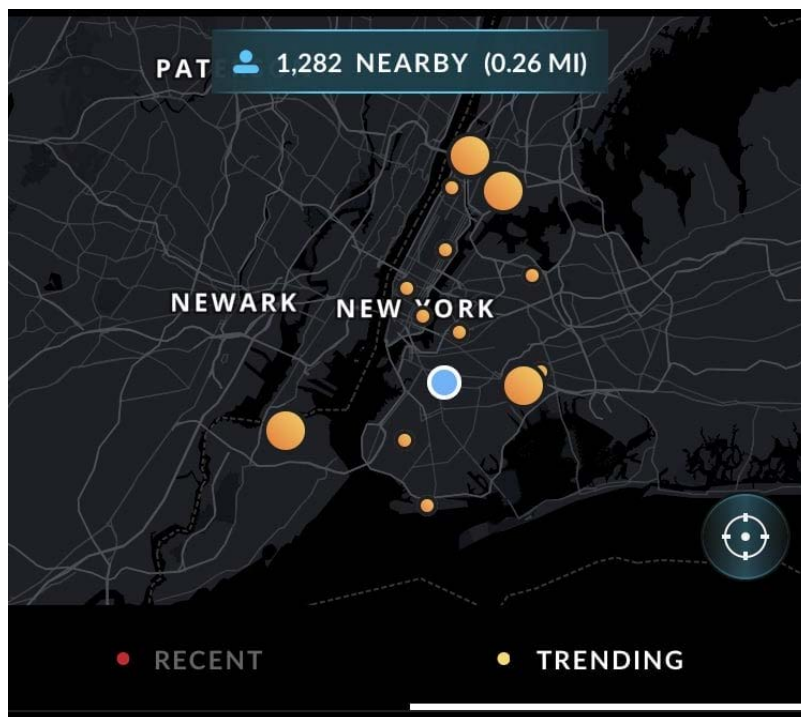 PAT
1,282 NEARBY (0.26 MI)
NEWARK
NEW YORK
RECENT
TRENDING